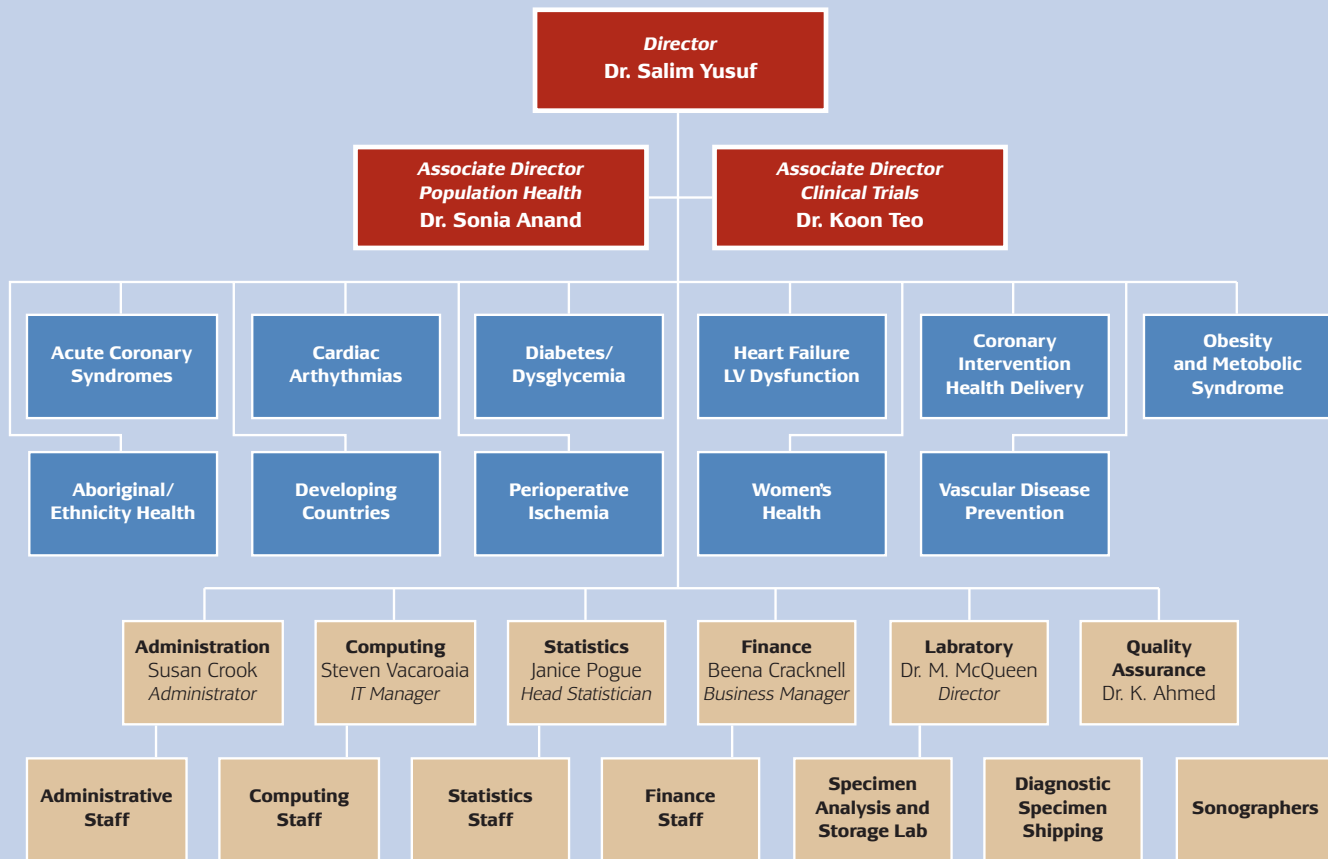 Director
Dr. Salim Yusuf
Associate Director
Population Health
Dr. Sonia Anand
Associate Director
Clinical Trials
Dr. Koon Teo
Acute Coronary
Syndromes
Cardiac
Arthythmias
Diabetes/
Dysglycemia
Heart Failure
LV Dysfunction
Coronary
Intervention
Health Delivery
Obesity
and Metobolic
Syndrome
Aboriginal/
Ethnicity Health
Developing
Countries
Perioperative
Ischemia
Women's
Health
Vascular Disease
Prevention
Administration
Susan Crook
Administrator
Computing
Steven Vacaroaia
IT Manager
Statistics
Janice Pogue
Head Statistician
Finance
Beena Cracknell
Business Manager
Labratory
Dr. M. McQueen
Director
Quality
Assurance
Dr. K. Ahmed
Administrative
Staff
Computing
Staff
Statistics
Staff
Finance
Staff
Specimen
Analysis and
Storage Lab
Diagnostic
Specimen
Shipping
Sonographers